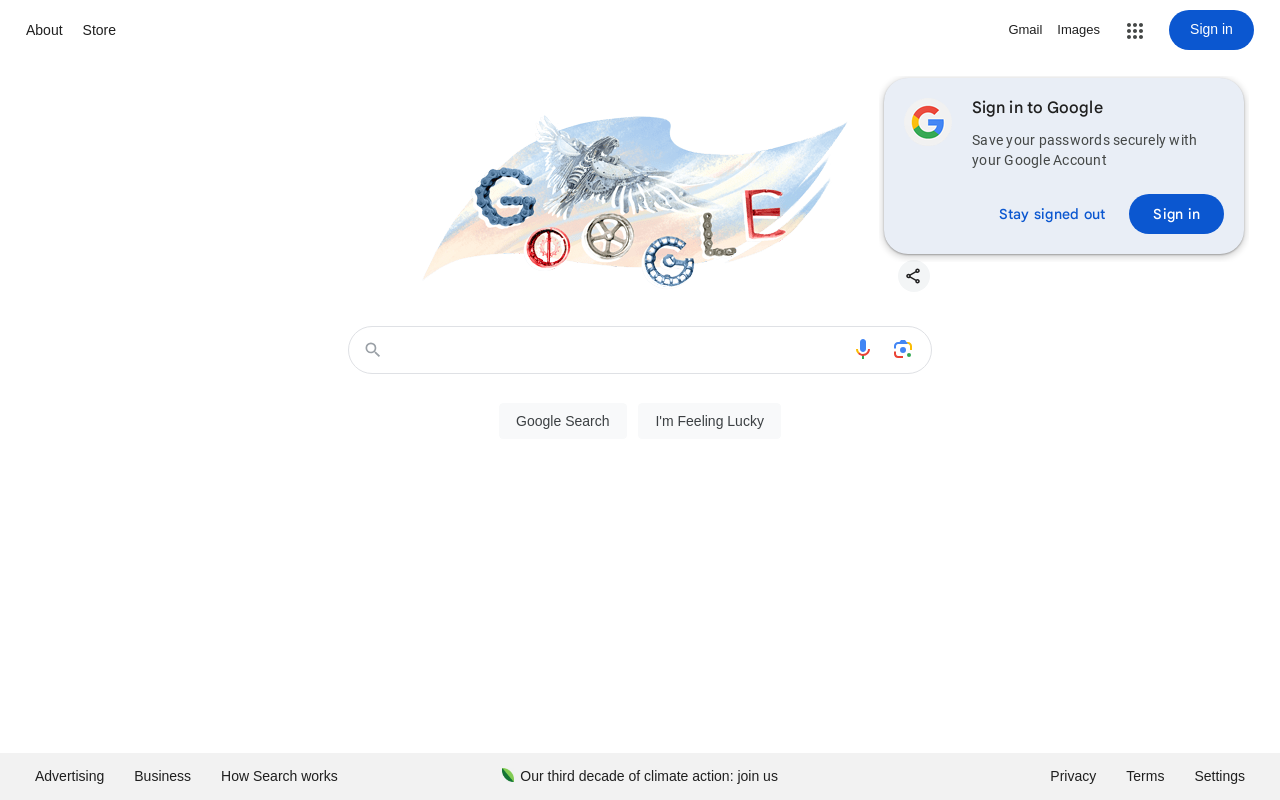 About
Store
Gmail
Images
Sign in
Sign in to Google
Save your passwords securely with
your Google Account
Stay signed out
Sign in
GOOGLE
Google Search
I'm Feeling Lucky
Advertising
Business
How Search works
Our third decade of climate action: join us
Privacy
Terms
Settings